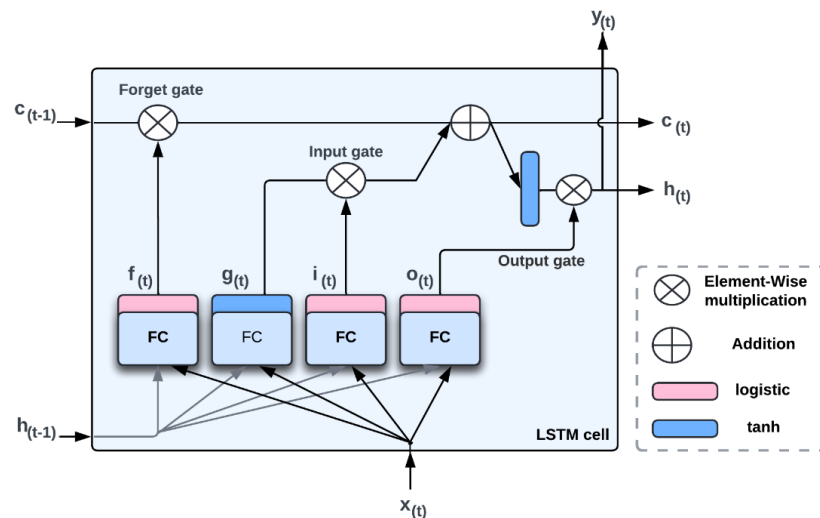 y(t)
Forget gate
c(t-1)
c(t)
Input gate
h(t)
Output gate
f(t)
g(t)
i(t)
o(t)
FC
FC
FC
FC
h(t-1)
LSTM cell
x(t)
Element-Wise
multiplication
Addition
logistic
tanh